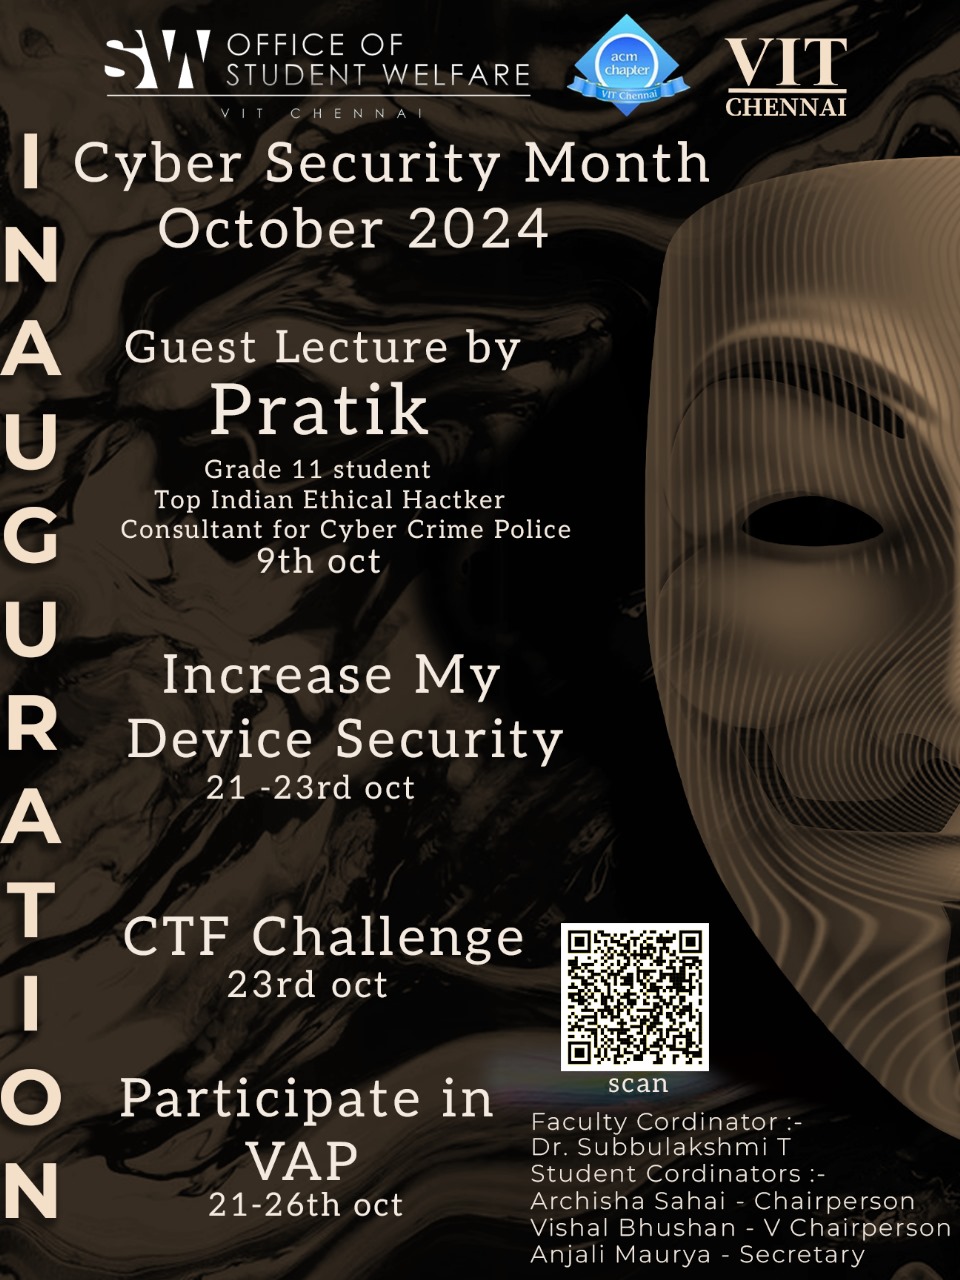 SW OFFICE OF
STUDENT WELFARE
VIT CHENNAI
acm
chapter
VIT Chennai
VIT
CHENNAI
INAUGURATION
Cyber Security Month
October 2024
Guest Lecture by
Pratik
Grade 11 student
Top Indian Ethical Hactker
Consultant for Cyber Crime Police
9th oct
Increase My
Device Security
21 -23rd oct
CTF Challenge
23rd oct
Participate in
VAP
21-26th oct
scan
Faculty Cordinator :-
Dr. Subbulakshmi T
Student Cordinators :-
Archisha Sahai - Chairperson
Vishal Bhushan - V Chairperson
Anjali Maurya - Secretary